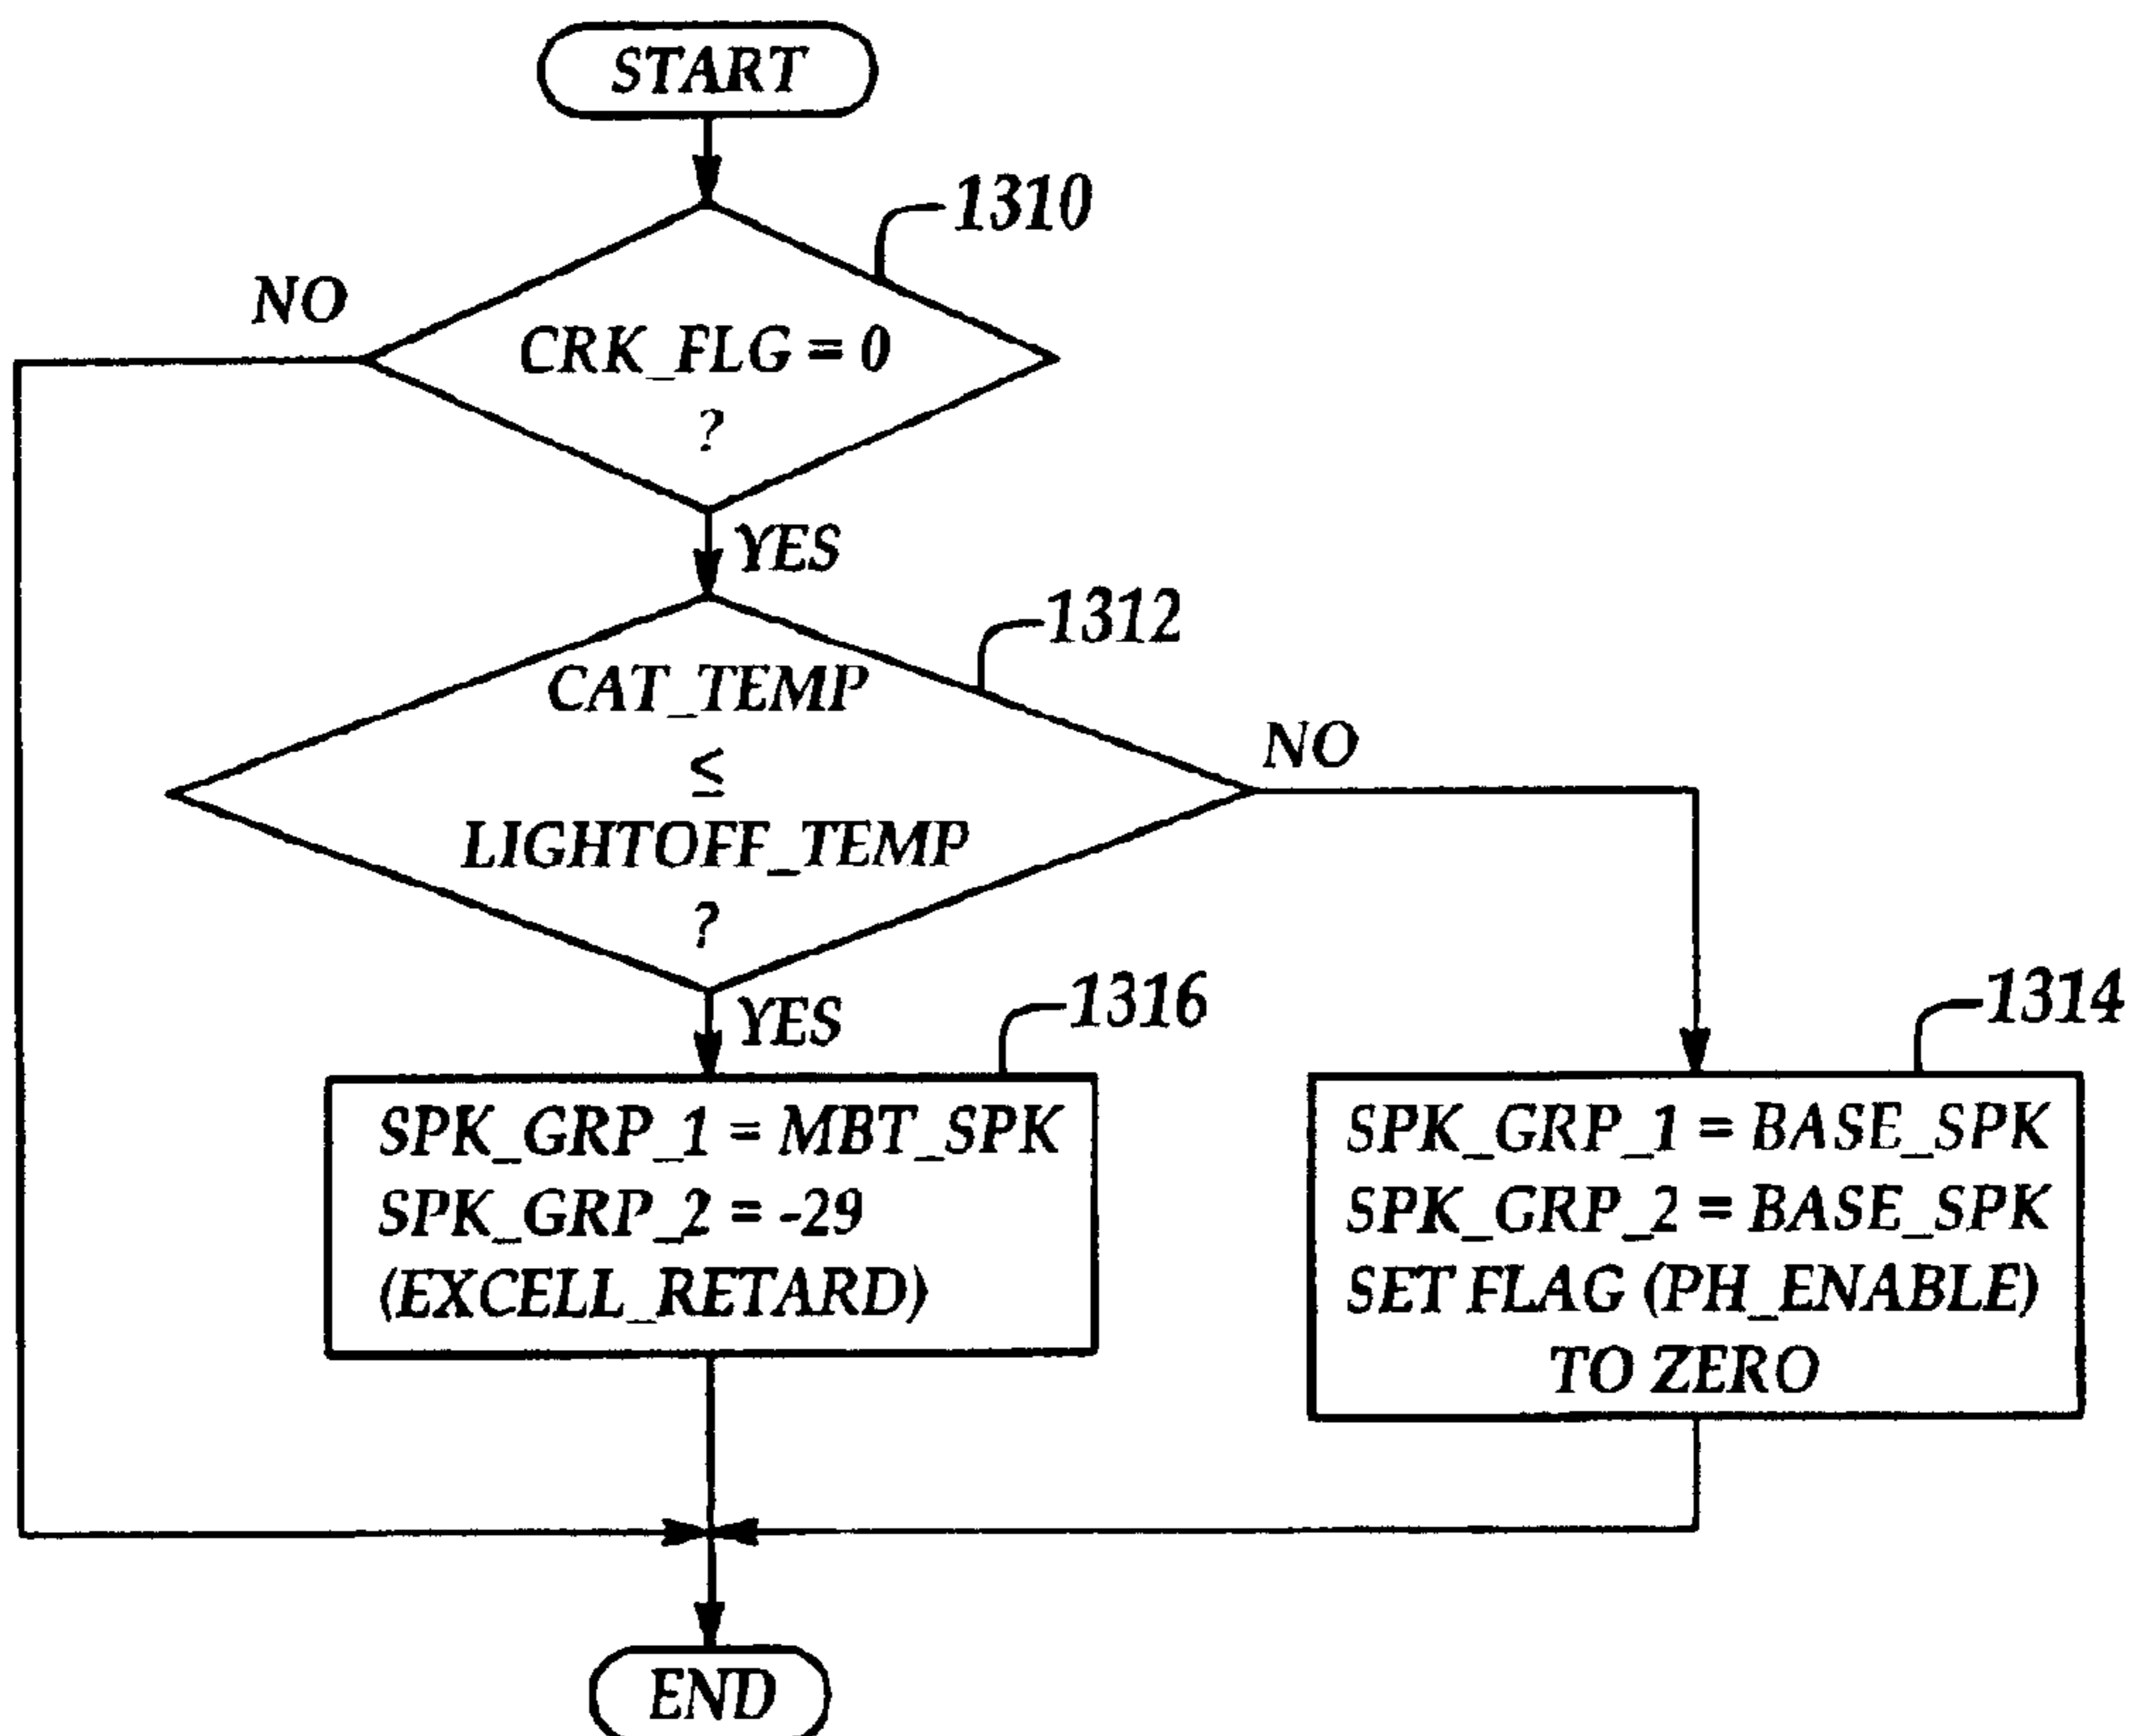 START
1310
NO
CRK_FLG = 0
?
YES
1312
CAT_TEMP
≤
LIGHTOFF_TEMP
?
NO
YES
1316
SPK_GRP_1 = MBT_SPK
SPK_GRP_2 = -29
(EXCELL_RETARD)
1314
SPK_GRP_1 = BASE_SPK
SPK_GRP_2 = BASE_SPK
SET FLAG (PH_ENABLE)
TO ZERO
END